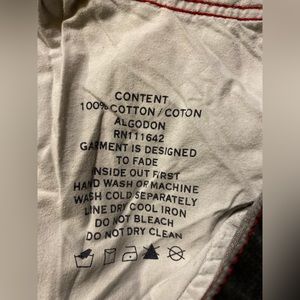 CONTENT
100% COTTON / COTON
ALGODON
RN111642
GARMENT IS DESIGNED
TO FADE
INSIDE OUT FIRST
HAND WASH OR MACHINE
WASH COLD SEPARATELY
LINE DRY COOL IRON
DO NOT BLEACH
DO NOT DRY CLEAN